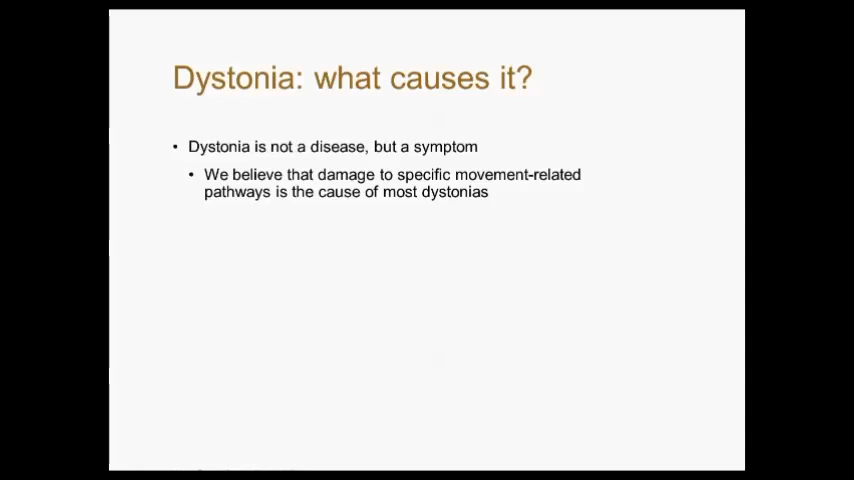 Dystonia: what causes it?
• Dystonia is not a disease, but a symptom
• We believe that damage to specific movement-related
pathways is the cause of most dystonias